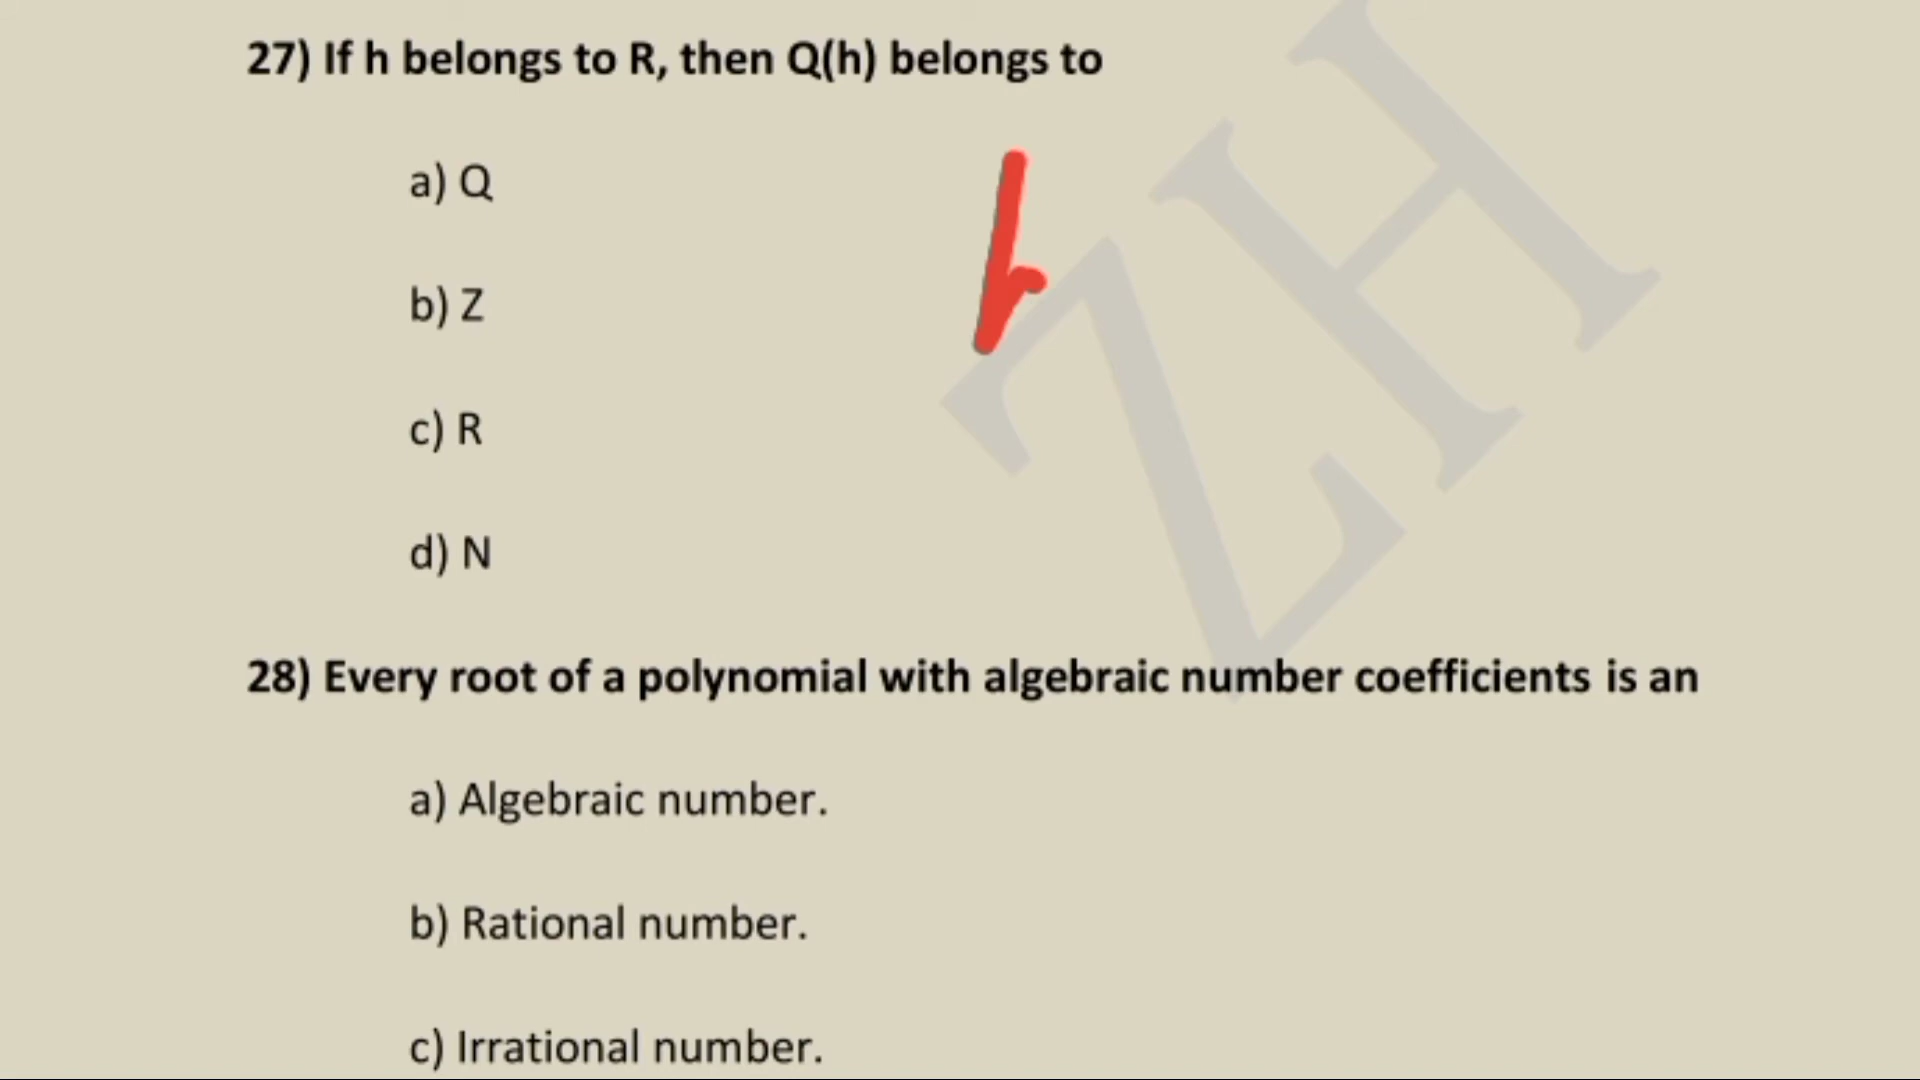 27) If h belongs to R, then Q(h) belongs to
a) Q
b) Z
c) R
d) N
28) Every root of a polynomial with algebraic number coefficients is an
a) Algebraic number.
b) Rational number.
c) Irrational number.
ZH